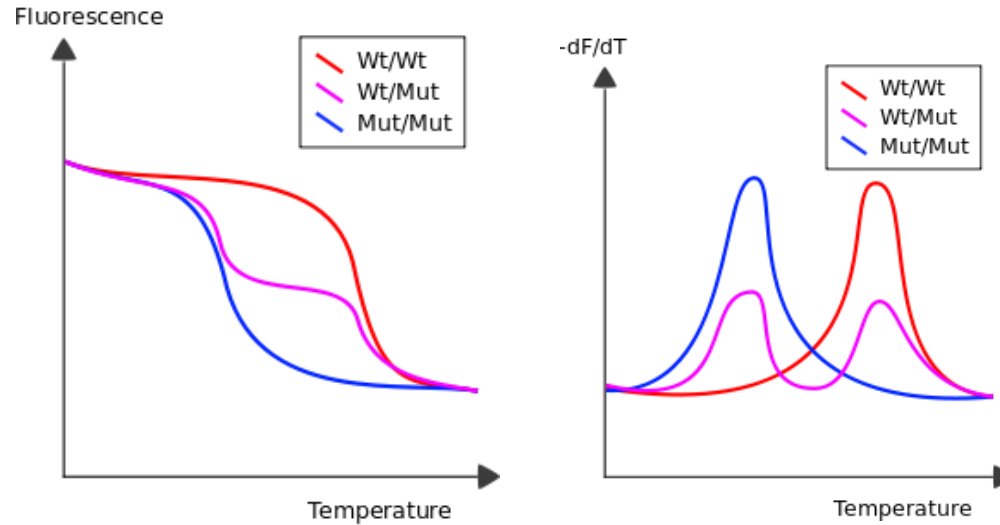 Fluorescence
Wt/Wt
Wt/Mut
Mut/Mut
Temperature
-dF/dT
Wt/Wt
Wt/Mut
Mut/Mut
Temperature